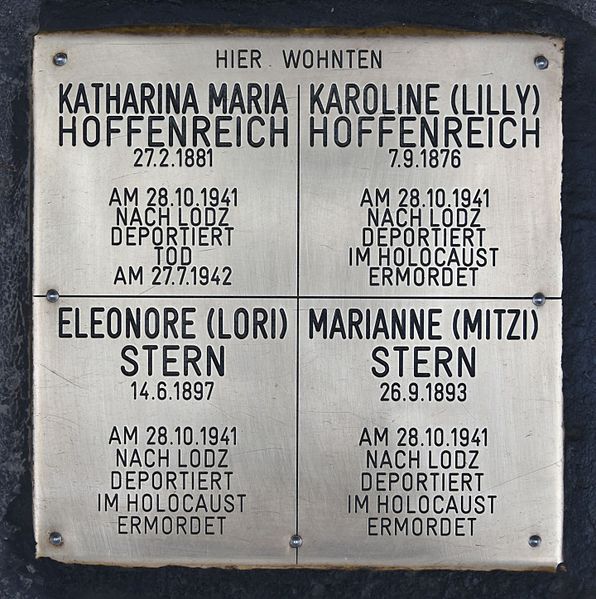 HIER WOHNTEN
KATHARINA MARIA
HOFFENREICH
27.2.1881
AM 28.10.1941
NACH LODZ
DEPORTIERT
TOD
AM 27.7.1942
KAROLINE (LILLY)
HOFFENREICH
7.9.1876
AM 28.10.1941
NACH LODZ
DEPORTIERT
IM HOLOCAUST
ERMORDET
ELEONORE (LORI)
STERN
14.6.1897
AM 28.10.1941
NACH LODZ
DEPORTIERT
IM HOLOCAUST
ERMORDET
MARIANNE (MITZI)
STERN
26.9.1893
AM 28.10.1941
NACH LODZ
DEPORTIERT
IM HOLOCAUST
ERMORDET